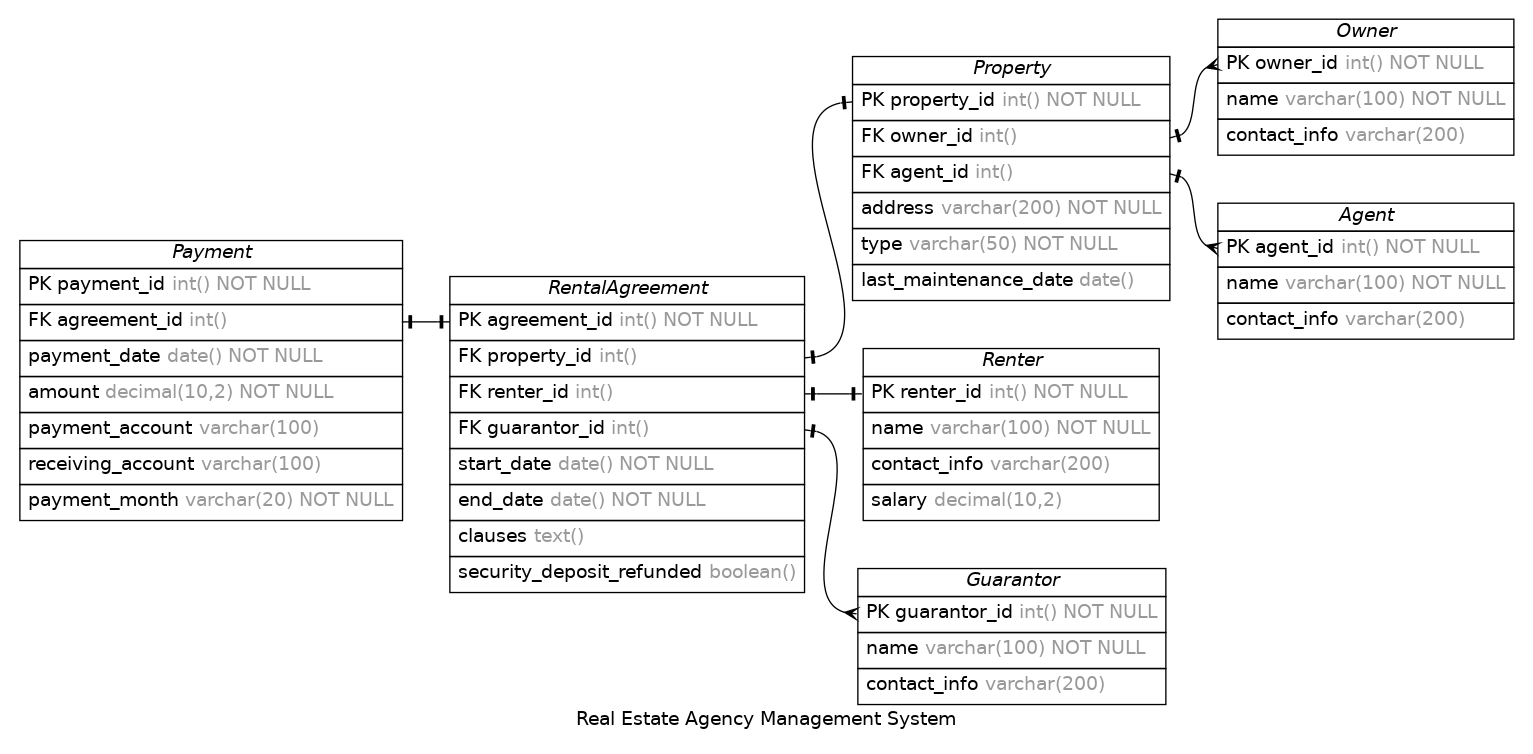 Payment
PK payment_id int() NOT NULL
FK agreement_id int()
payment_date date() NOT NULL
amount decimal(10,2) NOT NULL
payment_account varchar(100)
receiving_account varchar(100)
payment_month varchar(20) NOT NULL
RentalAgreement
PK agreement_id int() NOT NULL
FK property_id int()
FK renter_id int()
FK guarantor_id int()
start_date date() NOT NULL
end_date date() NOT NULL
clauses text()
security_deposit_refunded boolean()
Property
PK property_id int() NOT NULL
FK owner_id int()
FK agent_id int()
address varchar(200) NOT NULL
type varchar(50) NOT NULL
last_maintenance_date date()
Renter
PK renter_id int() NOT NULL
name varchar(100) NOT NULL
contact_info varchar(200)
salary decimal(10,2)
Guarantor
PK guarantor_id int() NOT NULL
name varchar(100) NOT NULL
contact_info varchar(200)
Owner
PK owner_id int() NOT NULL
name varchar(100) NOT NULL
contact_info varchar(200)
Agent
PK agent_id int() NOT NULL
name varchar(100) NOT NULL
contact_info varchar(200)
Real Estate Agency Management System